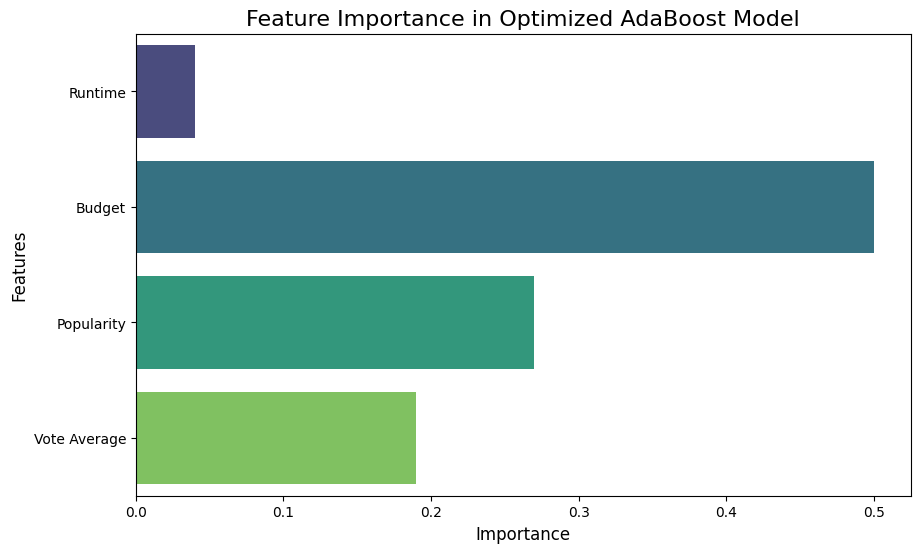 Feature Importance in Optimized AdaBoost Model
Features
Runtime
Budget
Popularity
Vote Average
0.0 0.1 0.2 0.3 0.4 0.5
Importance